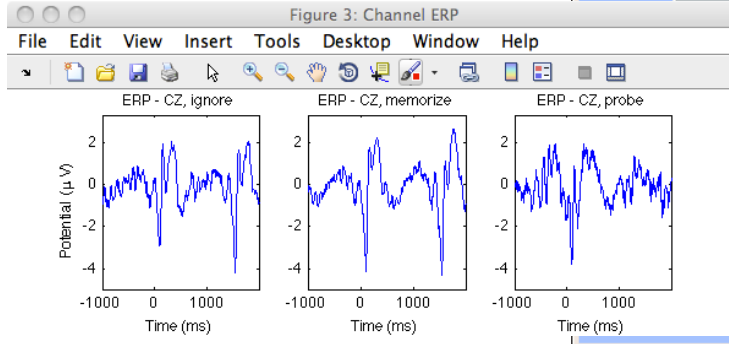 Figure 3: Channel ERP
File Edit View Insert Tools Desktop Window Help
ERP - CZ, ignore ERP - CZ, memorize ERP - CZ, probe
2 2 2
0 0 0
-2 -2 -2
-4 -4 -4
Potential (μ V)
-1000 0 1000 -1000 0 1000 -1000 0 1000
Time (ms) Time (ms) Time (ms)